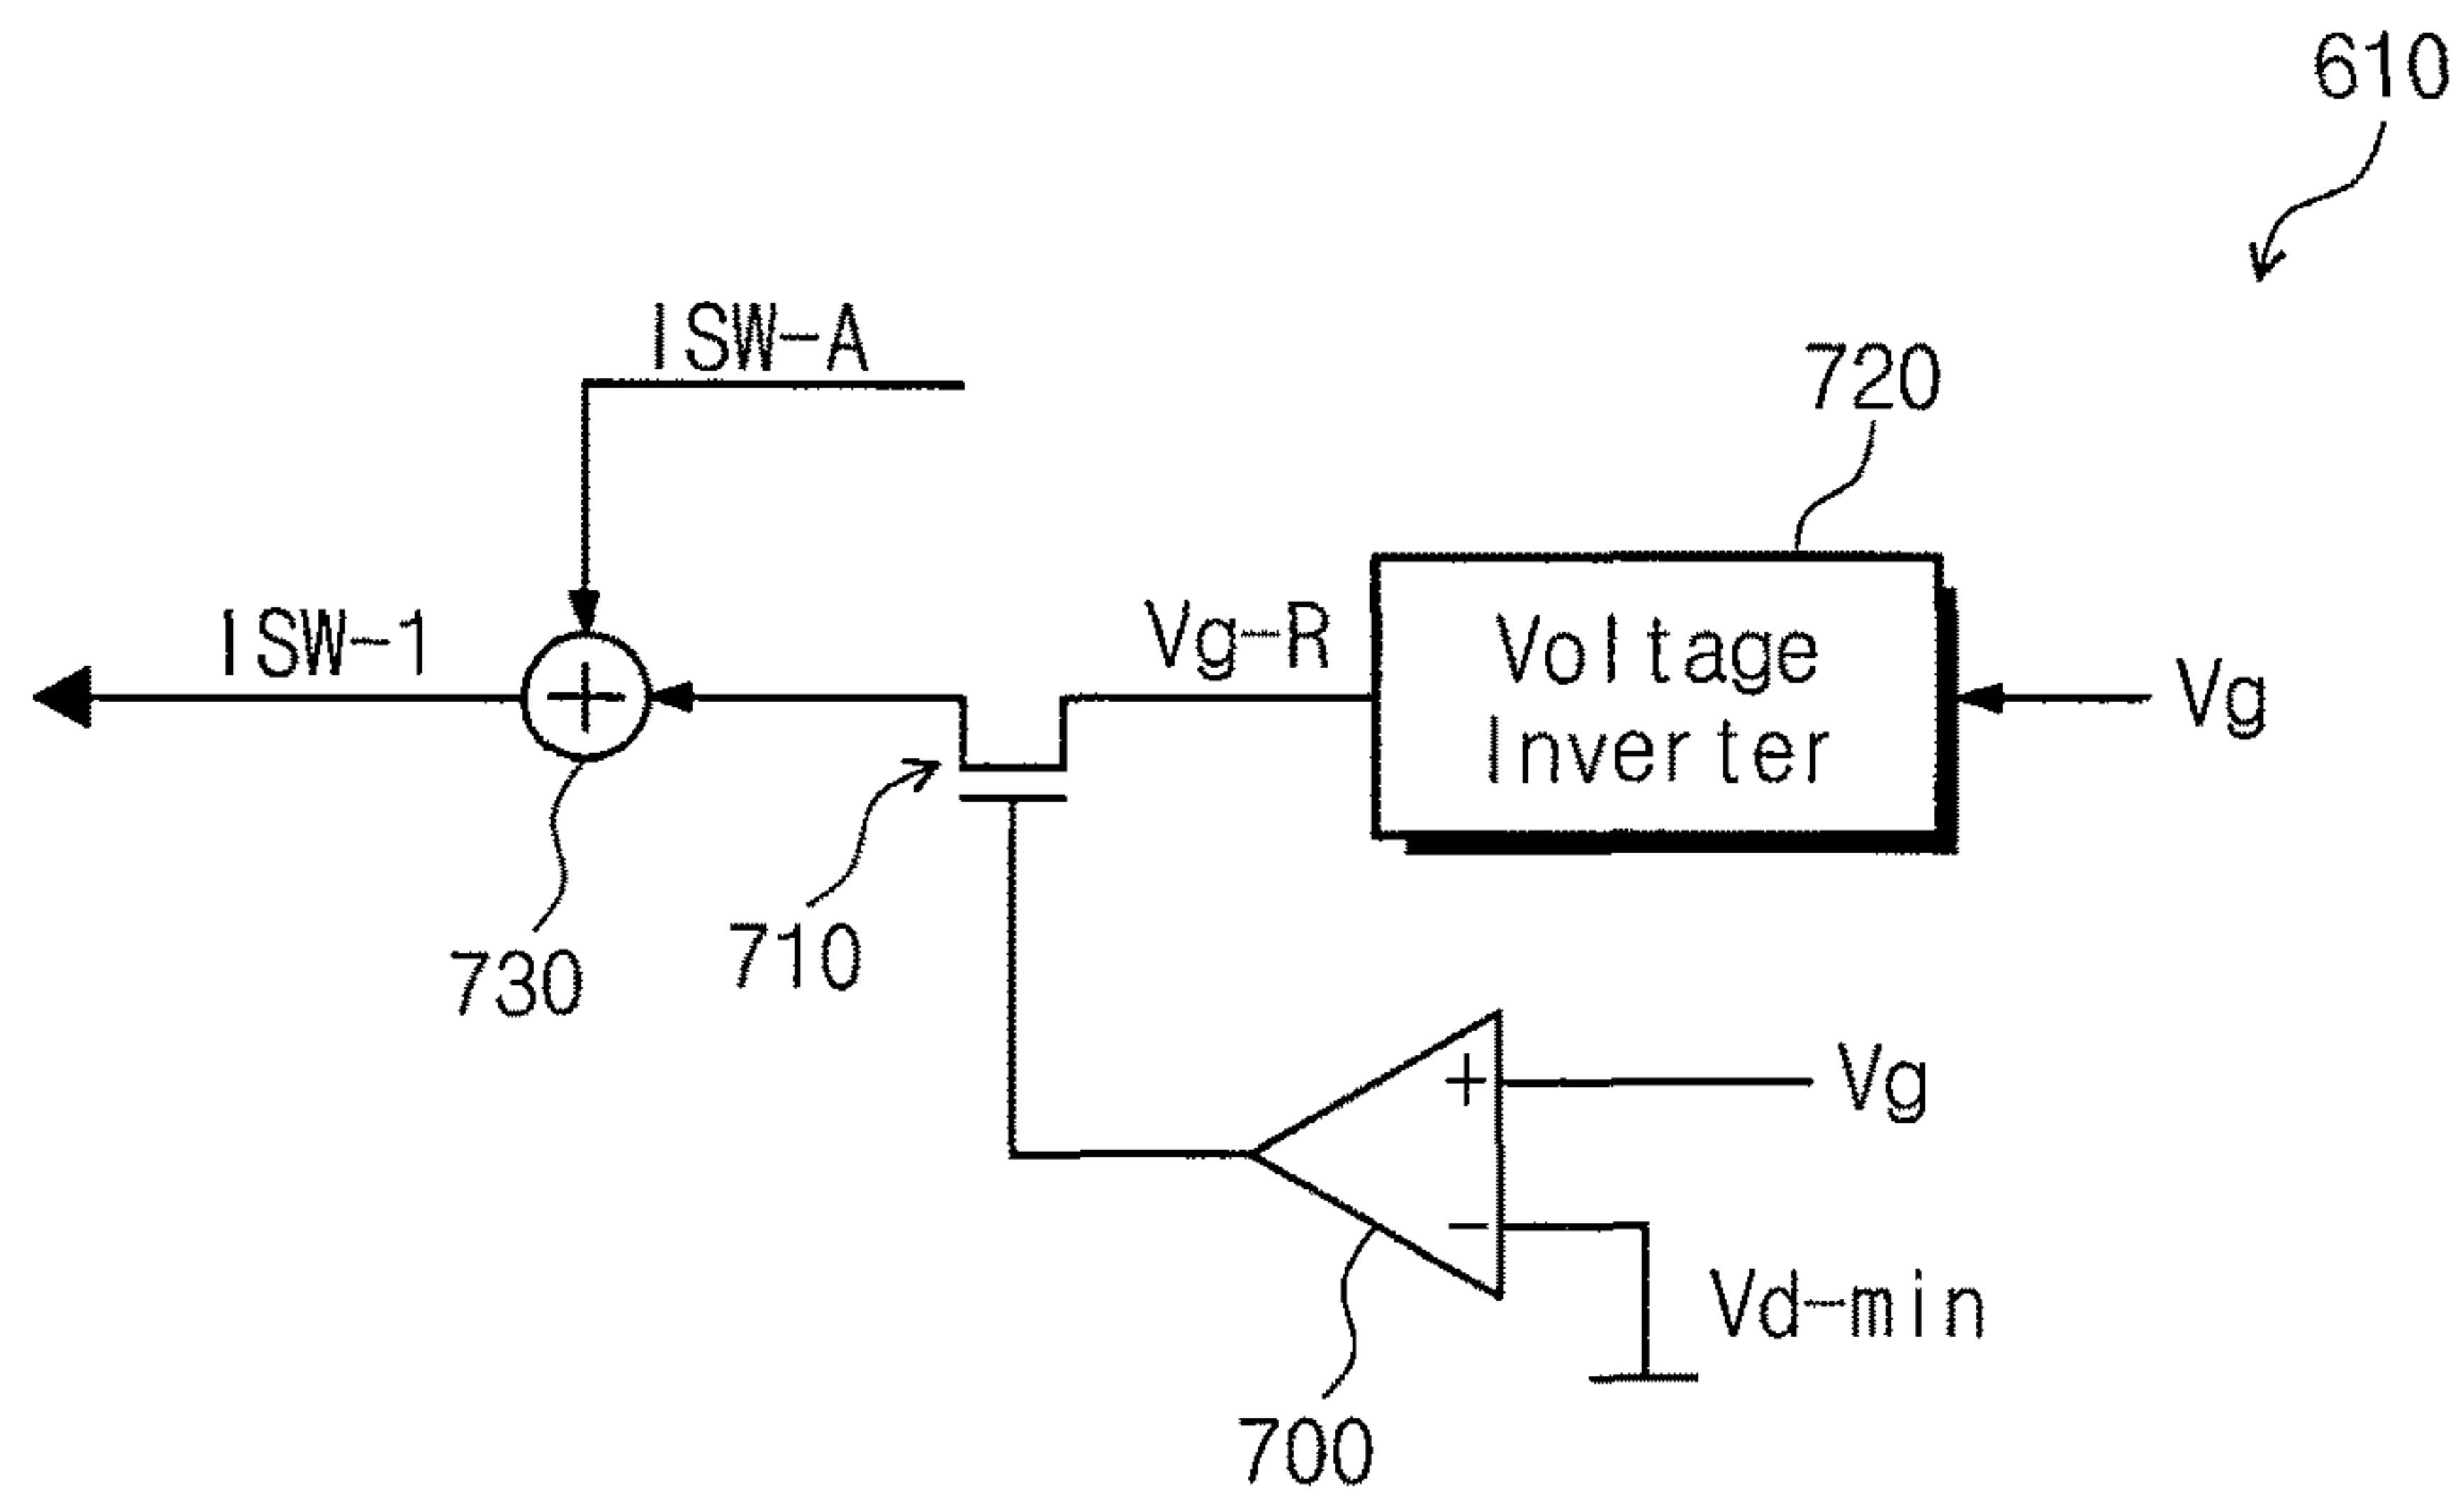 610
ISW-A
720
ISW-1
Vg-R
Voltage
Inverter
Vg
710
730
+
Vg
-
Vd-min
700